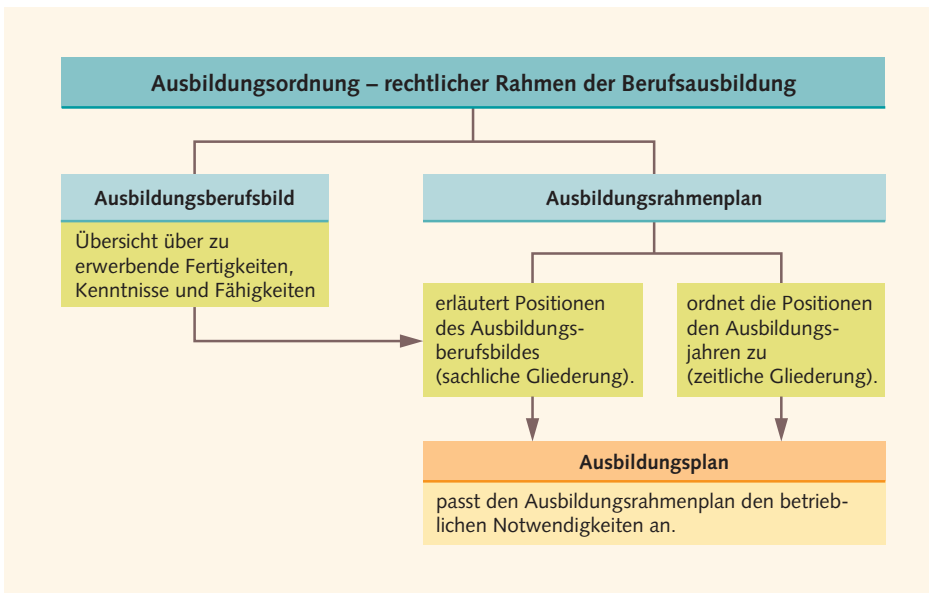 Ausbildungsordnung – rechtlicher Rahmen der Berufsausbildung
Ausbildungsberufsbild
Übersicht über zu
erwerbende Fertigkeiten,
Kenntnisse und Fähigkeiten
Ausbildungsrahmenplan
erläutert Positionen
des Ausbildungs-
berufsbildes
(sachliche Gliederung).
ordnet die Positionen
den Ausbildungs-
jahren zu
(zeitliche Gliederung).
Ausbildungsplan
passt den Ausbildungsrahmenplan den betrieb-
lichen Notwendigkeiten an.